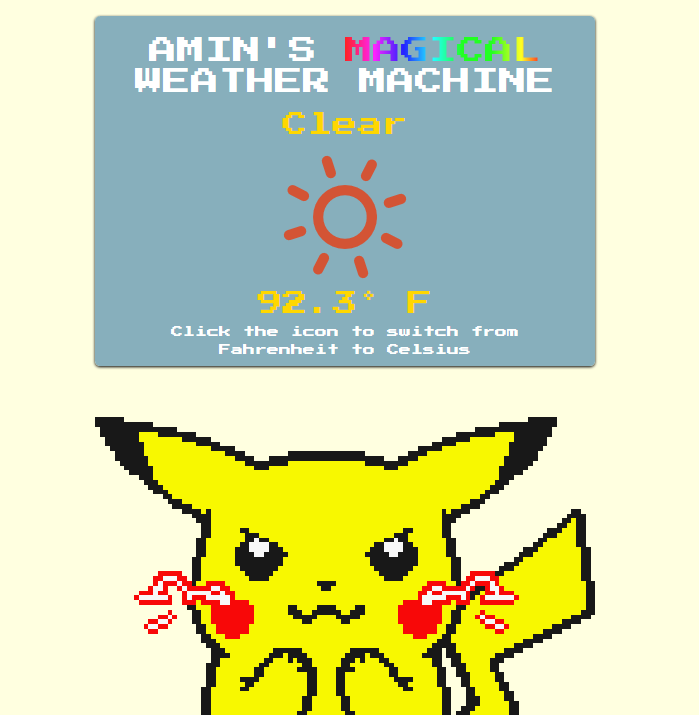 AMIN'S MAGICAL
WEATHER MACHINE
Clear
92.3° F
Click the icon to switch from
Fahrenheit to Celsius